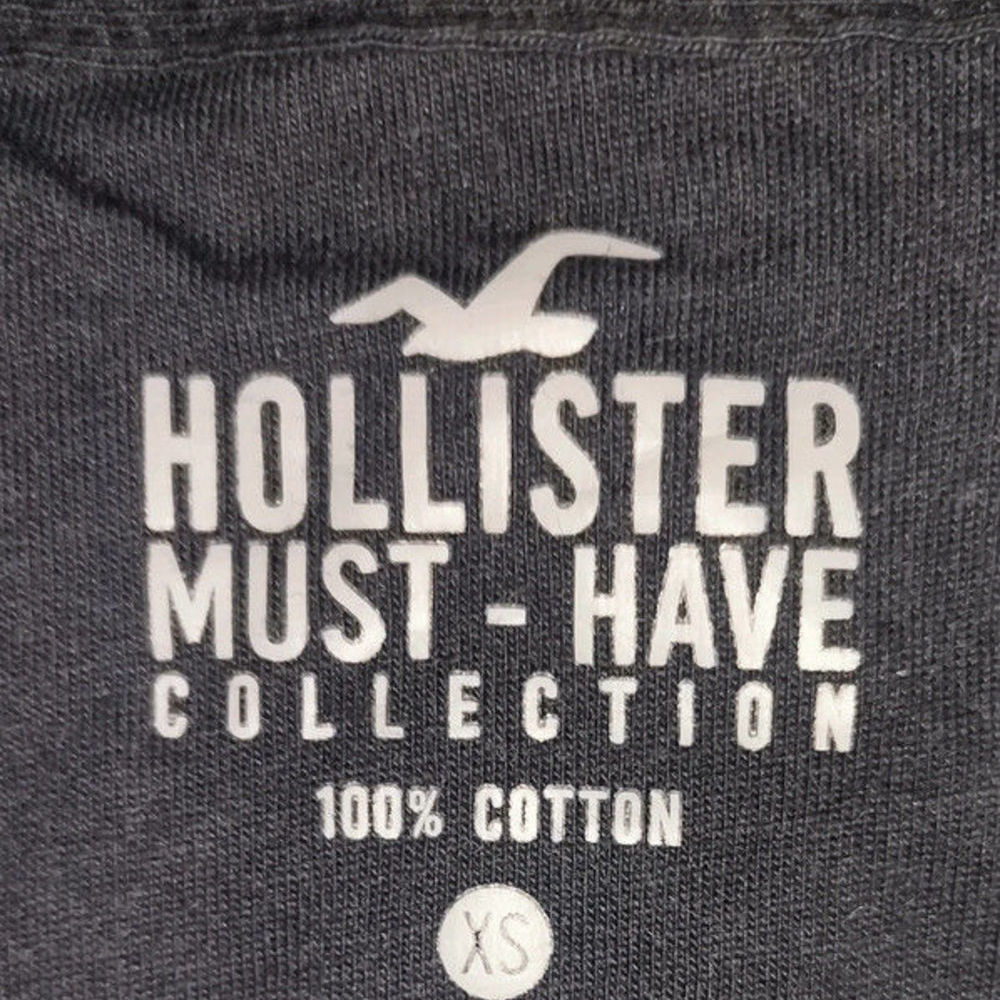 HOLLISTER
MUST - HAVE
COLLECTION
100% COTTON
XS